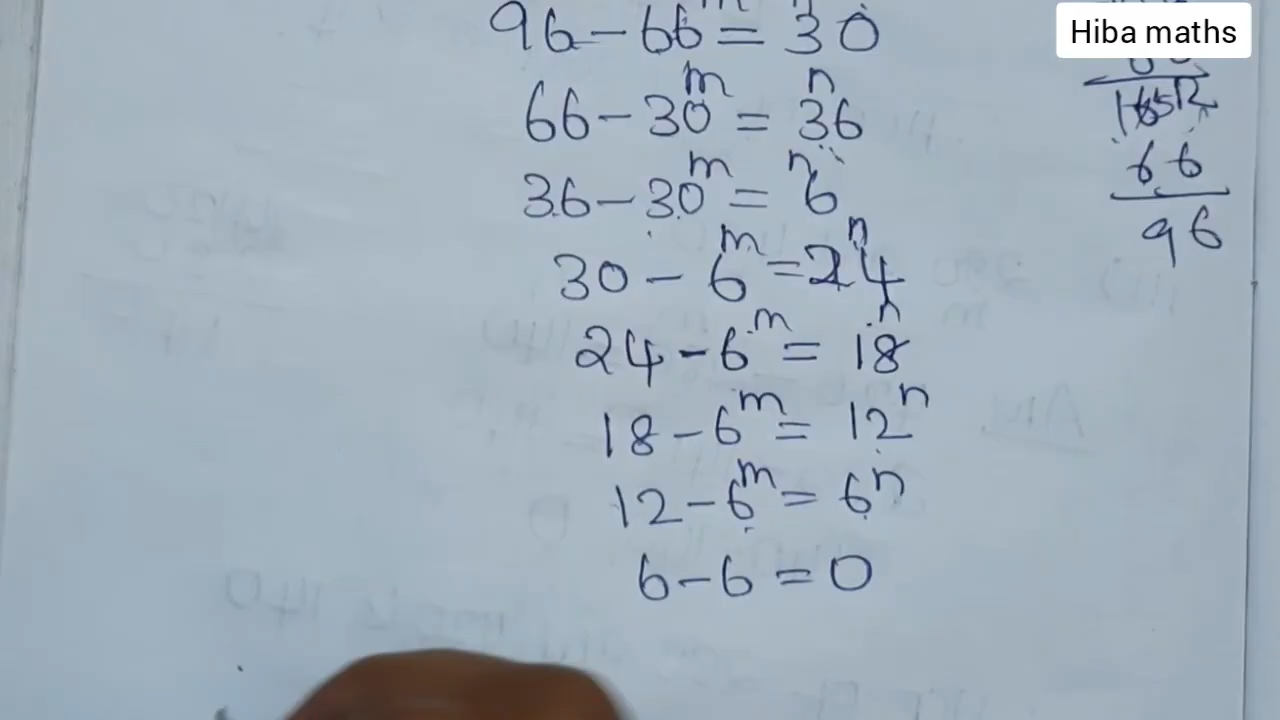 Hiba maths
96 - 66^m = 30^n
66 - 30^m = 36^n
36 - 30^m = 6^n
30 - 6^m = 24^n
24 - 6^m = 18^n
18 - 6^m = 12^n
12 - 6^m = 6^n
6 - 6 = 0
66
96